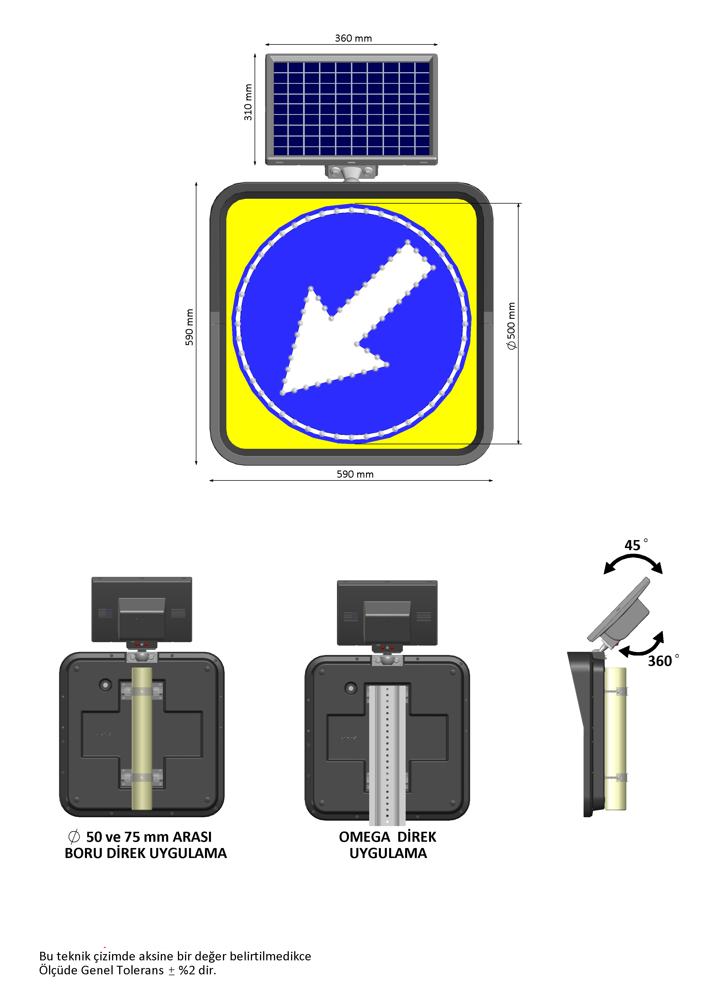 360 mm
310 mm
590 mm
∅ 500 mm
590 mm
45°
360°
∅ 50 ve 75 mm ARASI
BORU DİREK UYGULAMA
OMEGA DİREK
UYGULAMA
Bu teknik çizimde aksine bir değer belirtilmedikce
Ölçüde Genel Tolerans ± %2 dir.